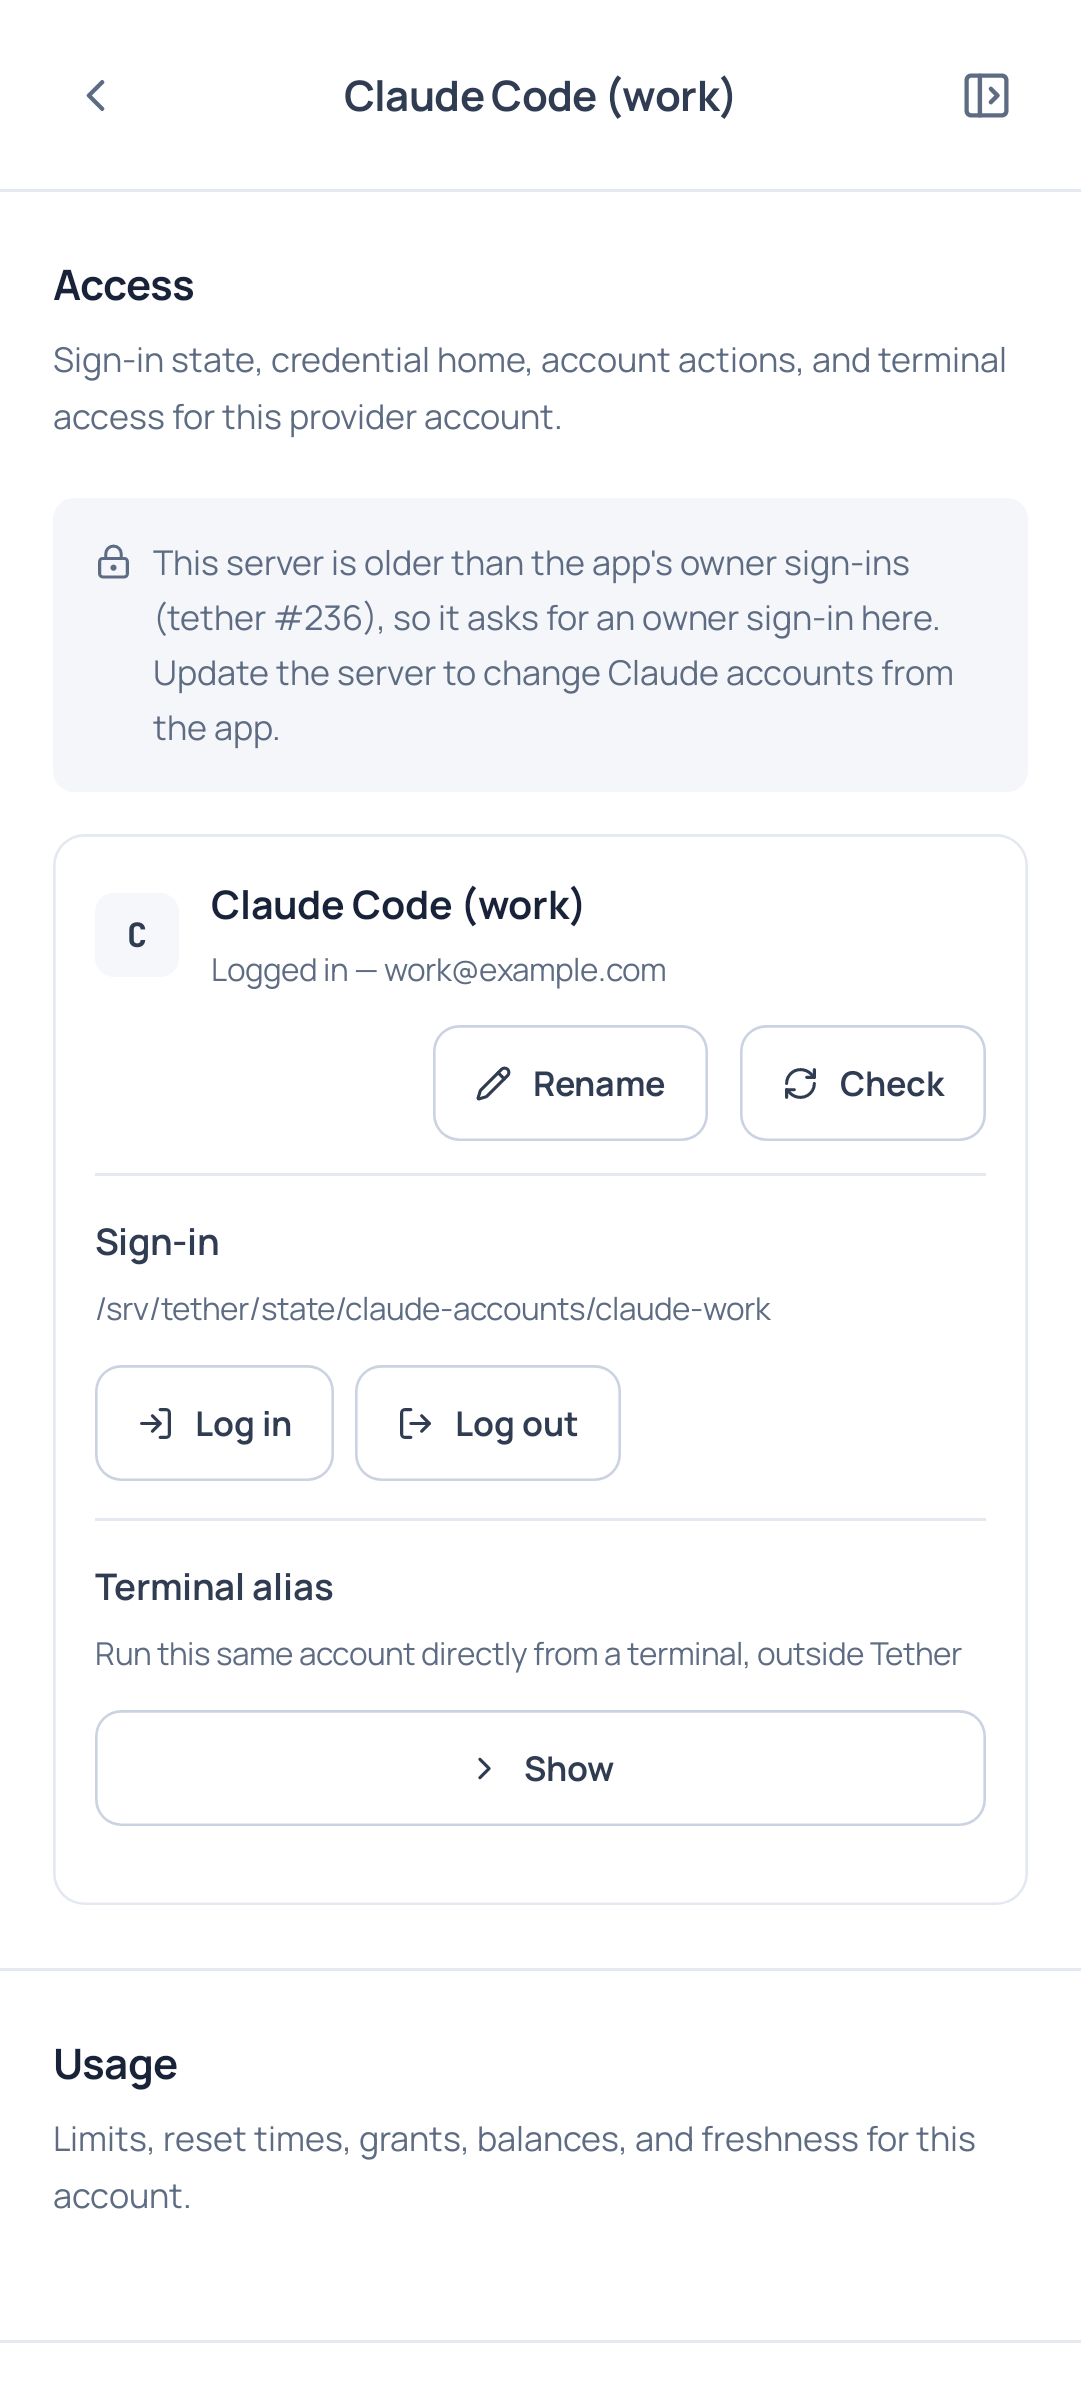 Claude Code (work)
Access
Sign-in state, credential home, account actions, and terminal
access for this provider account.
This server is older than the app's owner sign-ins
(tether #236), so it asks for an owner sign-in here.
Update the server to change Claude accounts from
the app.
C
Claude Code (work)
Logged in — work@example.com
Rename
Check
Sign-in
/srv/tether/state/claude-accounts/claude-work
Log in
Log out
Terminal alias
Run this same account directly from a terminal, outside Tether
Show
Usage
Limits, reset times, grants, balances, and freshness for this
account.